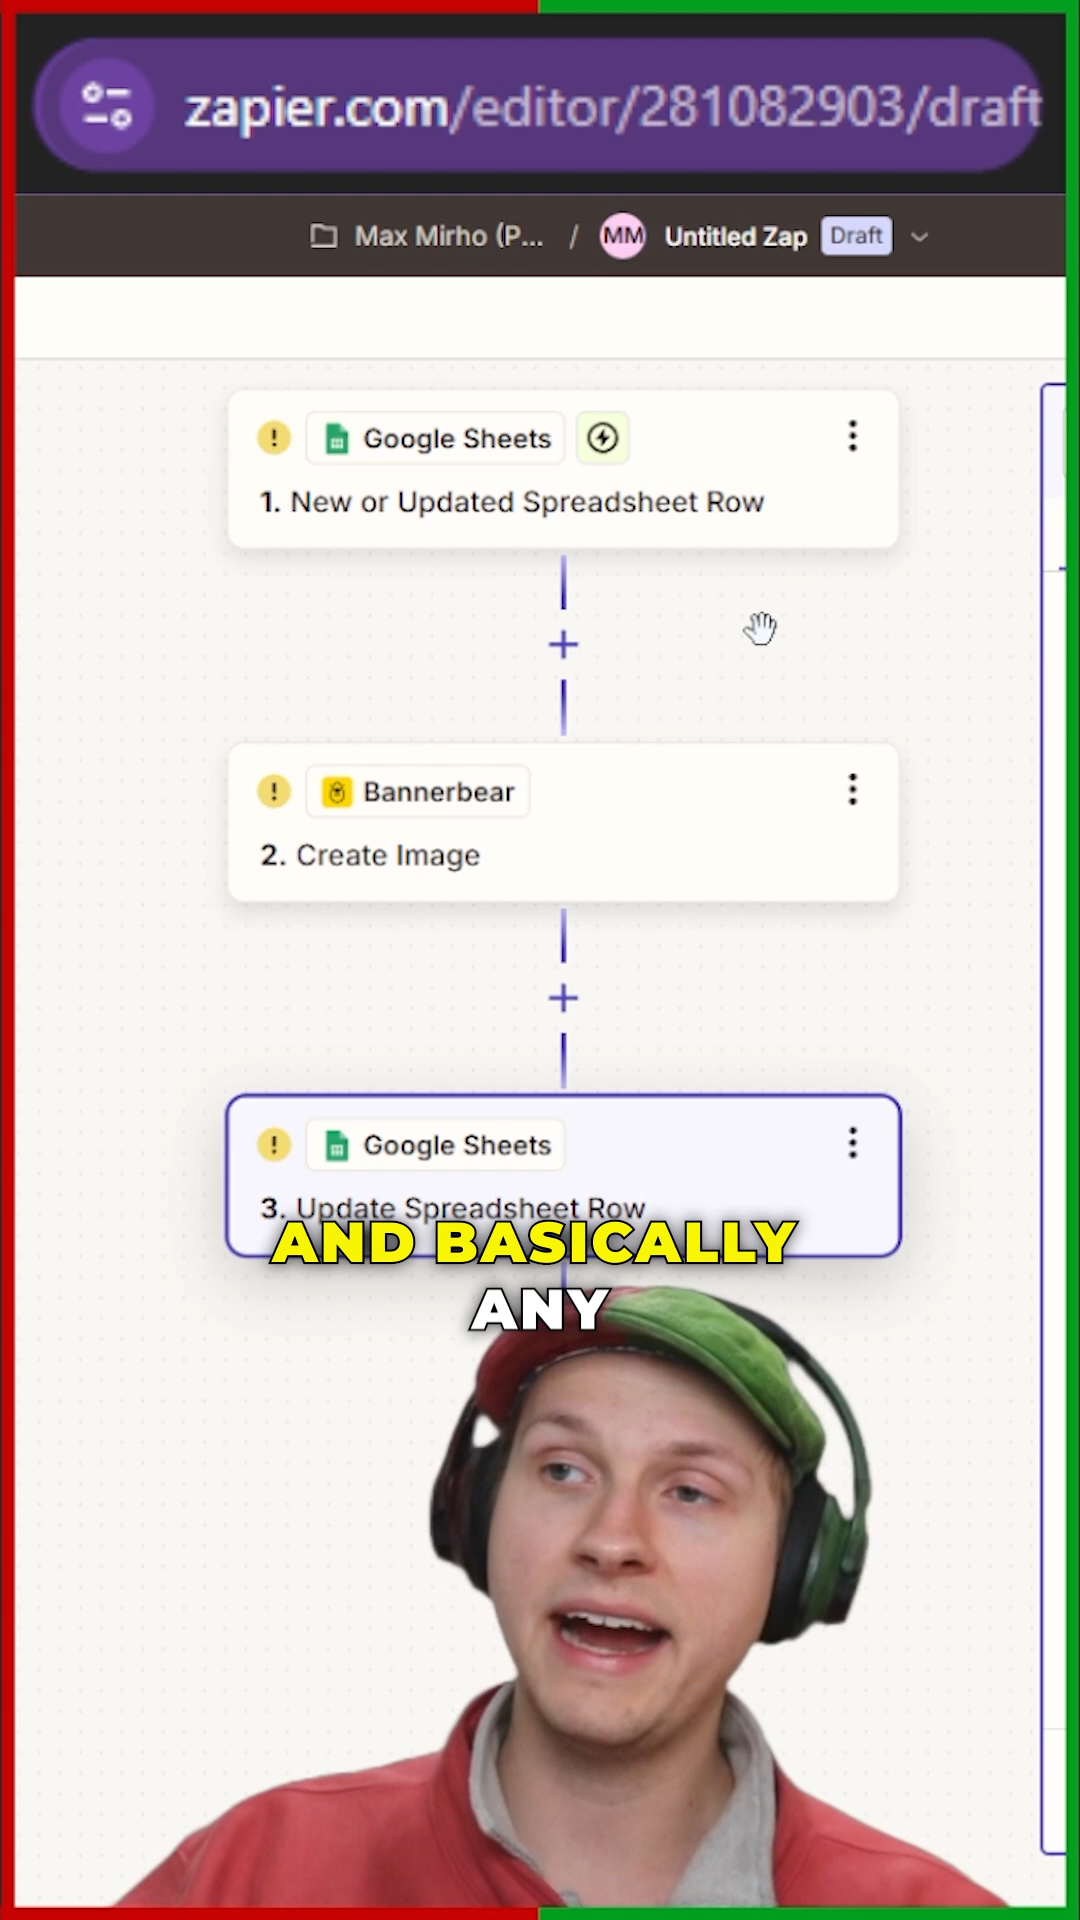 zapier.com/editor/281082903/draft
Max Mirho (P... / MM Untitled Zap Draft
! Google Sheets
1. New or Updated Spreadsheet Row
! Bannerbear
2. Create Image
! Google Sheets
3. Update Spreadsheet Row
AND BASICALLY
ANY